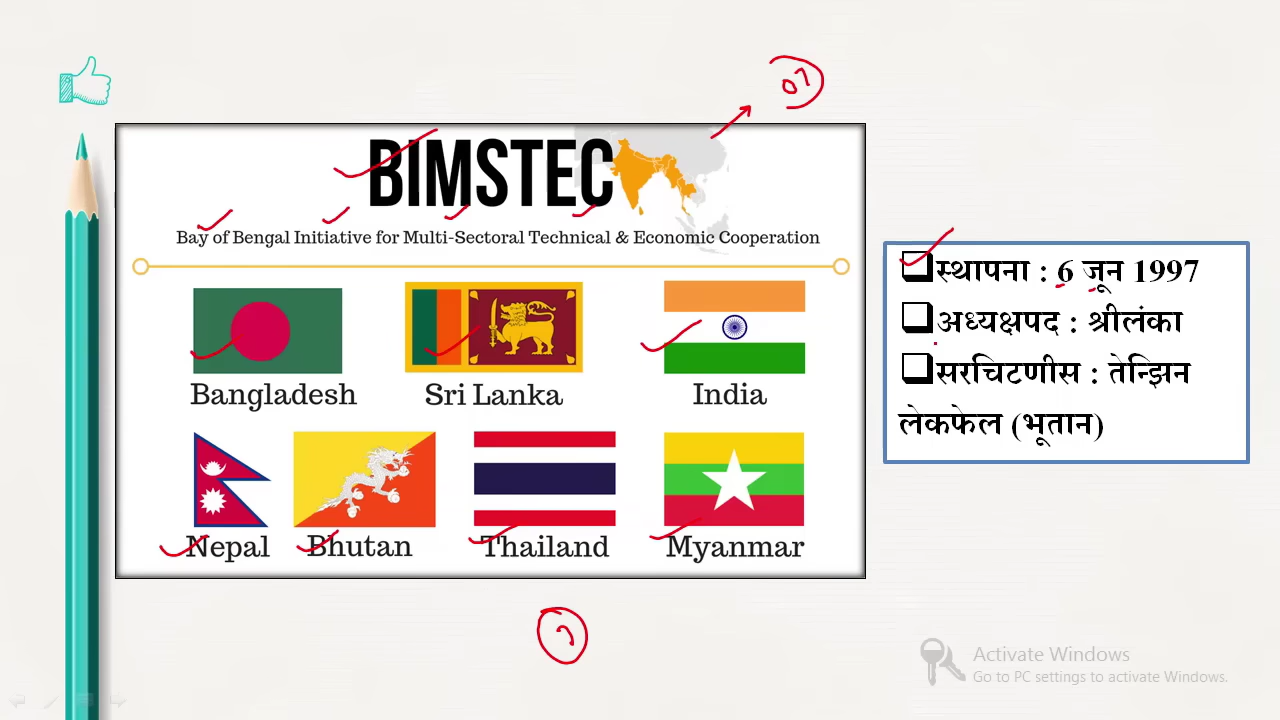 07
BIMSTEC
Bay of Bengal Initiative for Multi-Sectoral Technical & Economic Cooperation
Bangladesh
Sri Lanka
India
Nepal
Bhutan
Thailand
Myanmar
स्थापना : 6 जून 1997
अध्यक्षपद : श्रीलंका
सरचिटणीस : तेन्झिन
लेकफेल (भूतान)
Activate Windows
Go to PC settings to activate Windows.